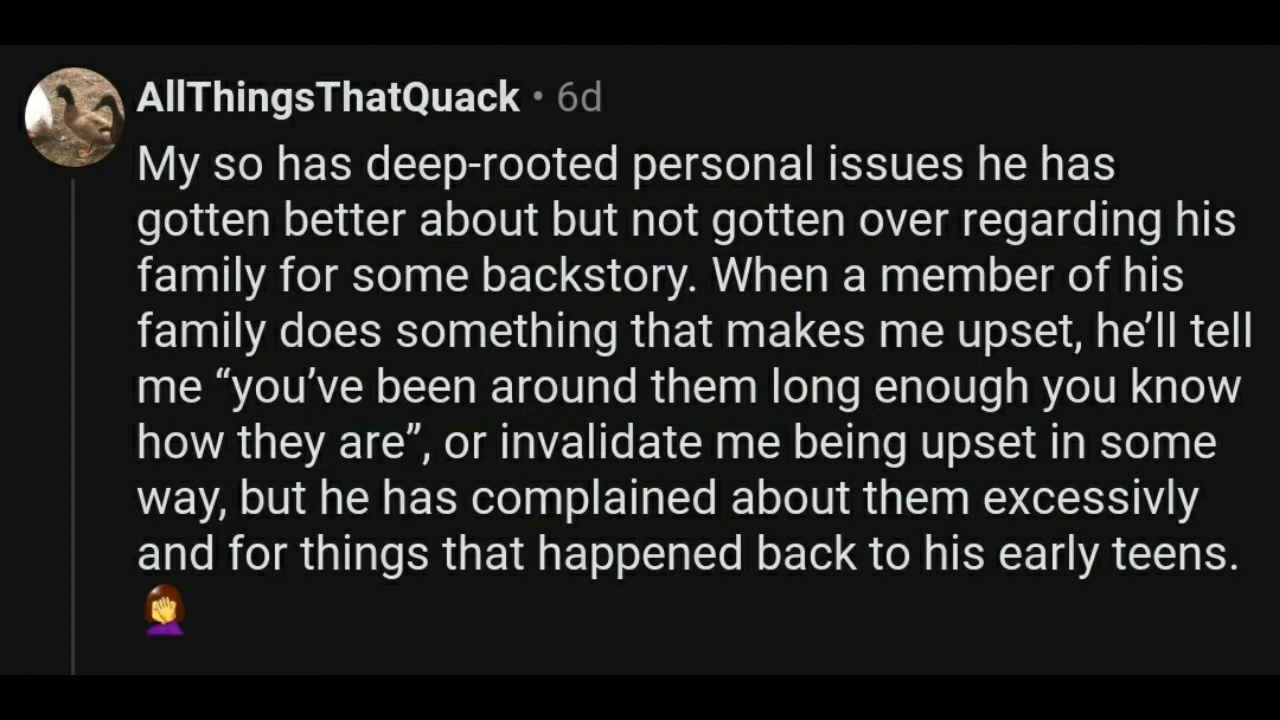 AllThingsThatQuack • 6d
My so has deep-rooted personal issues he has
gotten better about but not gotten over regarding his
family for some backstory. When a member of his
family does something that makes me upset, he’ll tell
me “you’ve been around them long enough you know
how they are”, or invalidate me being upset in some
way, but he has complained about them excessivly
and for things that happened back to his early teens.
🤦‍♀️